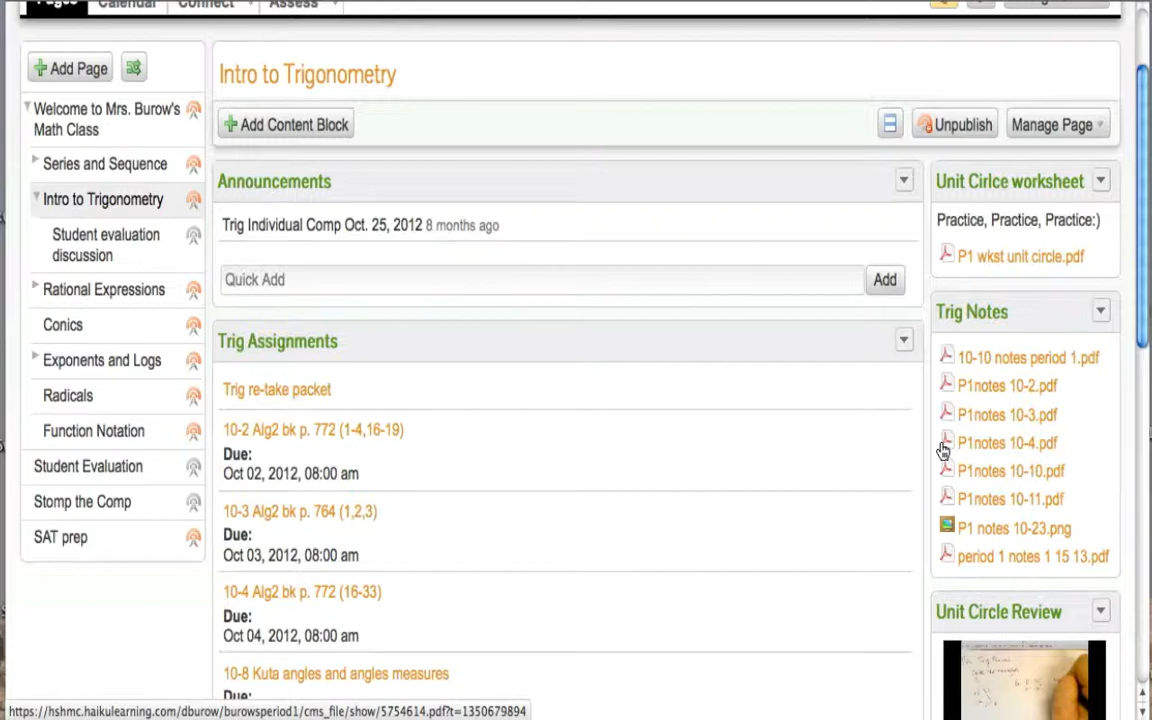 Pages Calendar Connect Assess
Add Page
Welcome to Mrs. Burow's
Math Class
Series and Sequence
Intro to Trigonometry
Student evaluation
discussion
Rational Expressions
Conics
Exponents and Logs
Radicals
Function Notation
Student Evaluation
Stomp the Comp
SAT prep
Intro to Trigonometry
Add Content Block
Unpublish
Manage Page
Announcements
Trig Individual Comp Oct. 25, 2012 8 months ago
Quick Add
Add
Trig Assignments
Trig re-take packet
10-2 Alg2 bk p. 772 (1-4,16-19)
Due:
Oct 02, 2012, 08:00 am
10-3 Alg2 bk p. 764 (1,2,3)
Due:
Oct 03, 2012, 08:00 am
10-4 Alg2 bk p. 772 (16-33)
Due:
Oct 04, 2012, 08:00 am
10-8 Kuta angles and angles measures
Due:
Unit Cirlce worksheet
Practice, Practice, Practice:)
P1 wkst unit circle.pdf
Trig Notes
10-10 notes period 1.pdf
P1notes 10-2.pdf
P1notes 10-3.pdf
P1notes 10-4.pdf
P1notes 10-10.pdf
P1notes 10-11.pdf
P1 notes 10-23.png
period 1 notes 1 15 13.pdf
Unit Circle Review
https://hshmc.haikulearning.com/dburow/burowsperiod1/cms_file/show/5754614.pdf?t=1350679894